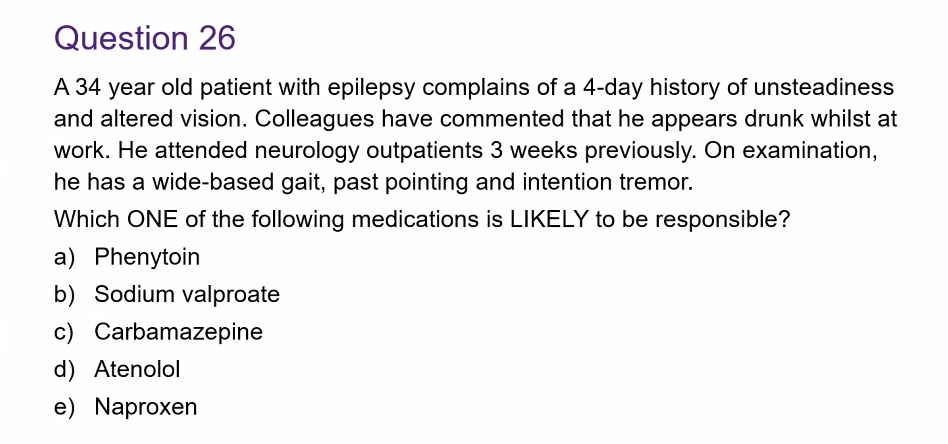 Question 26
A 34 year old patient with epilepsy complains of a 4-day history of unsteadiness
and altered vision. Colleagues have commented that he appears drunk whilst at
work. He attended neurology outpatients 3 weeks previously. On examination,
he has a wide-based gait, past pointing and intention tremor.
Which ONE of the following medications is LIKELY to be responsible?
a) Phenytoin
b) Sodium valproate
c) Carbamazepine
d) Atenolol
e) Naproxen